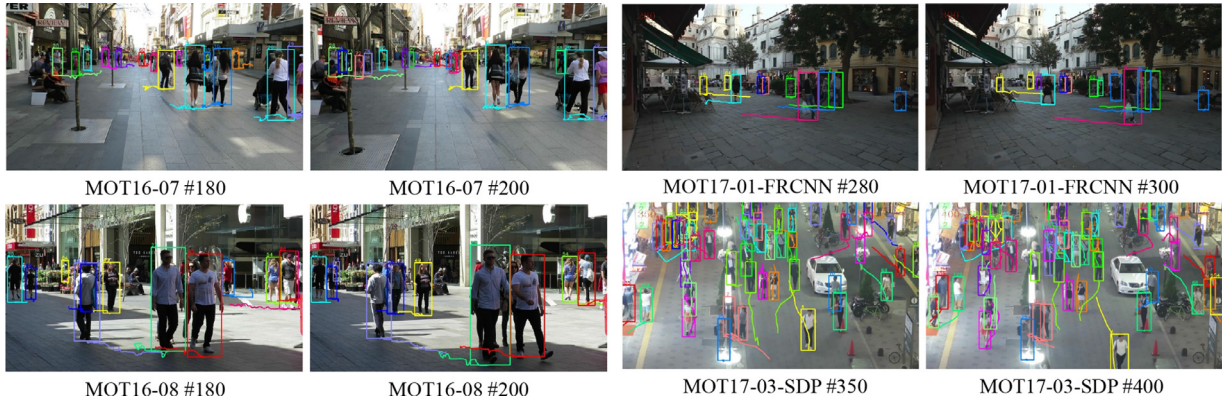 MOT16-07 #180
MOT16-07 #200
MOT17-01-FRCNN #280
MOT17-01-FRCNN #300
MOT16-08 #180
MOT16-08 #200
MOT17-03-SDP #350
MOT17-03-SDP #400